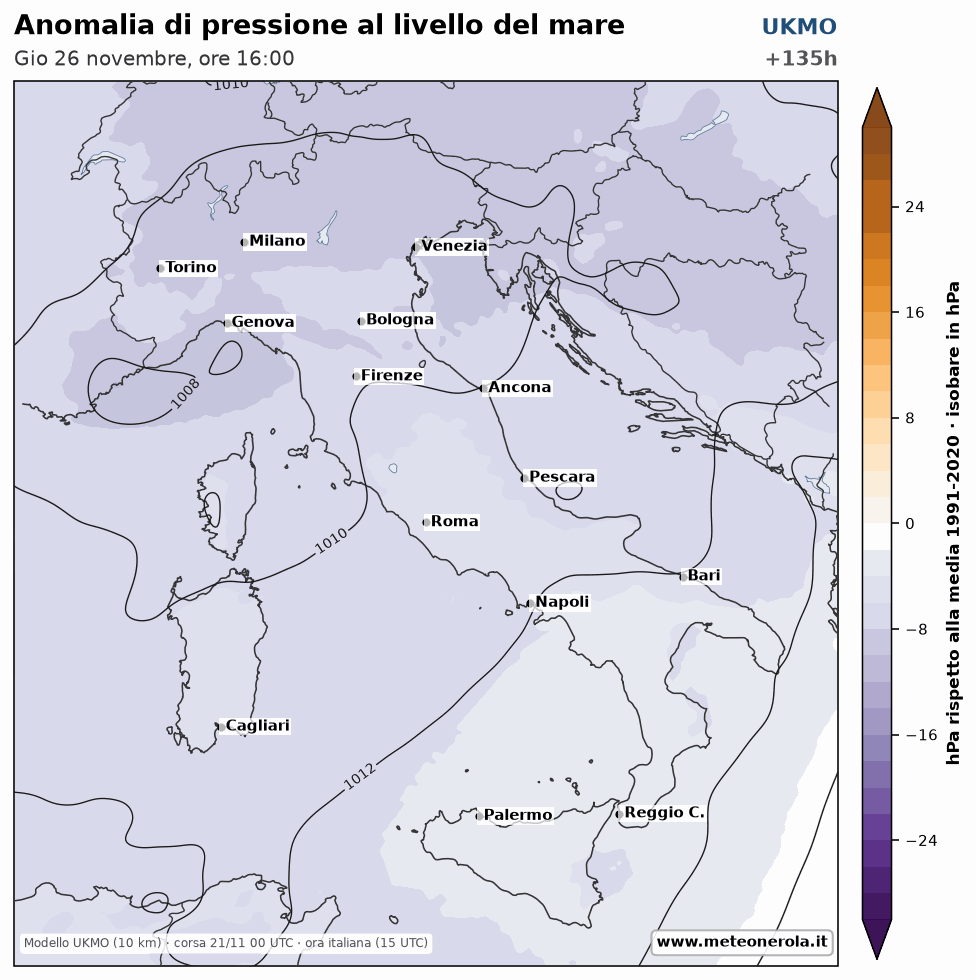 Anomalia di pressione al livello del mare
UKMO
Gio 26 novembre, ore 16:00
+135h
1010
Milano
Venezia
Torino
Genova
Bologna
Firenze
1008
Ancona
Pescara
Roma
1010
Bari
Napoli
Cagliari
1012
Palermo
Reggio C.
24
16
8
0
−8
−16
−24
hPa rispetto alla media 1991-2020 · isobare in hPa
Modello UKMO (10 km) · corsa 21/11 00 UTC · ora italiana (15 UTC)
www.meteonerola.it